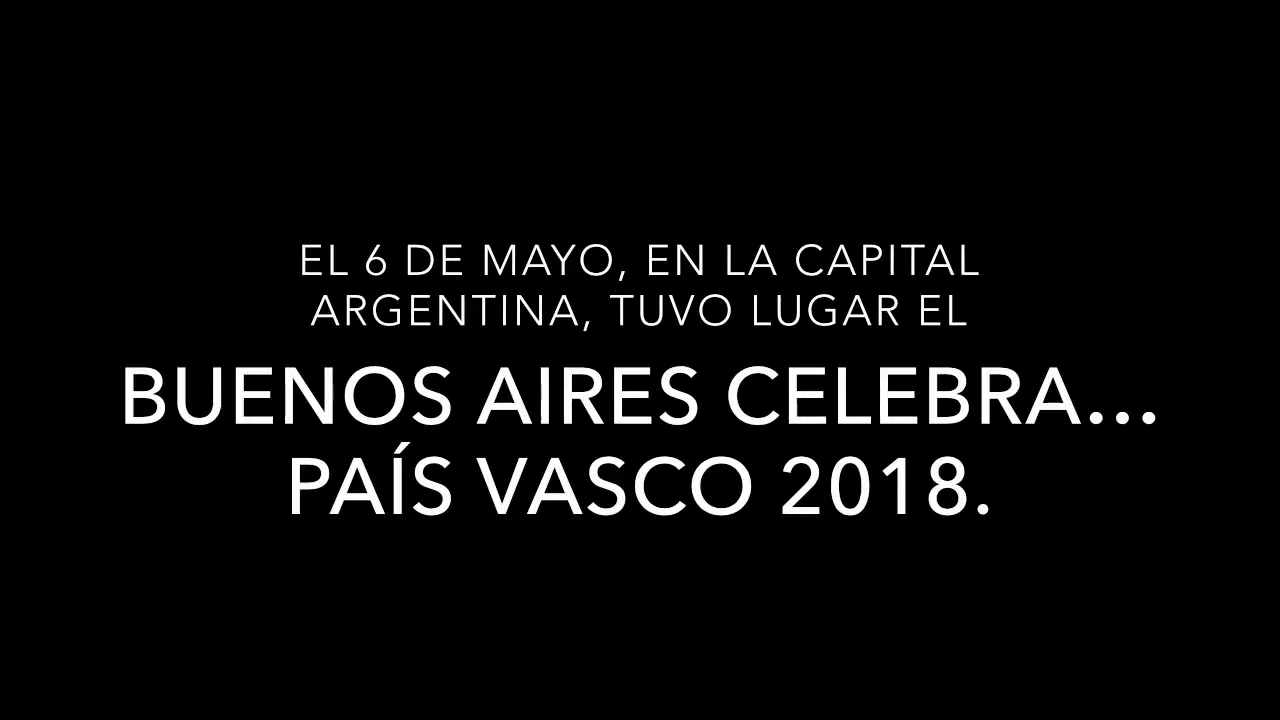 EL 6 DE MAYO, EN LA CAPITAL
ARGENTINA, TUVO LUGAR EL
BUENOS AIRES CELEBRA...
PAÍS VASCO 2018.